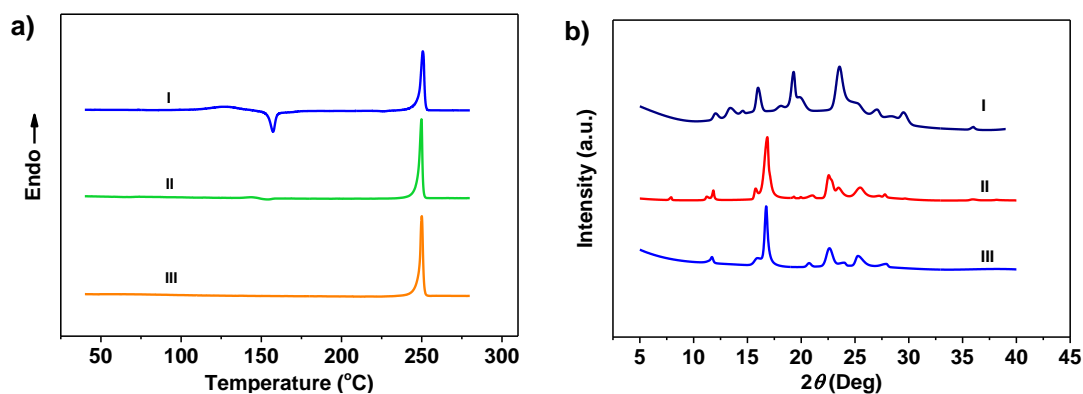 a)
Endo
I
II
III
50 100 150 200 250 300
Temperature (°C)
b)
Intensity (a.u.)
I
II
III
5 10 15 20 25 30 35 40 45
2θ (Deg)